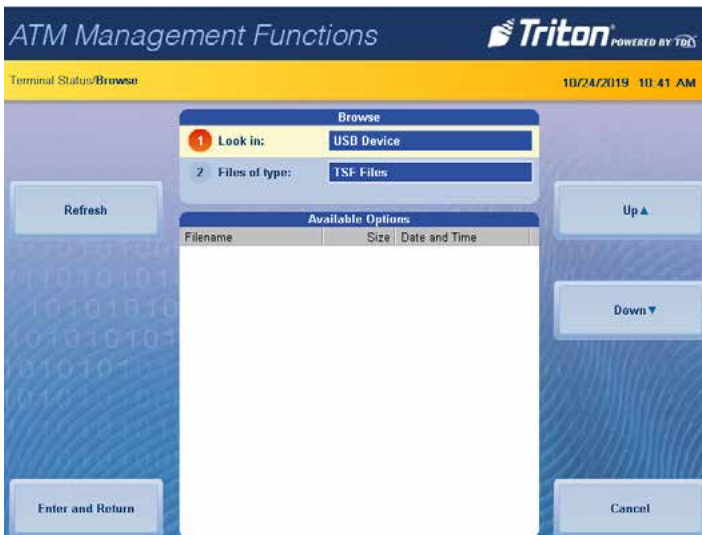 ATM Management Functions
Triton POWERED BY TDL
Terminal Status/Browse
10/24/2019 10:41 AM
Browse
1 Look in: USB Device
2 Files of type: TSF Files
Refresh
Up▲
Available Options
Filename Size Date and Time
Down▼
Enter and Return
Cancel